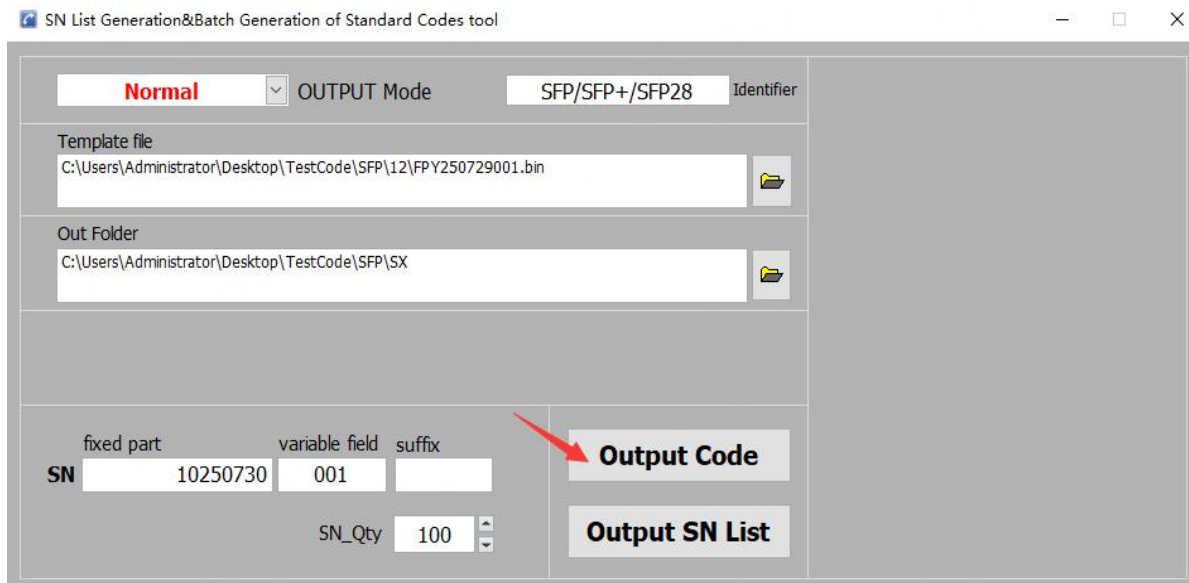 SN List Generation&Batch Generation of Standard Codes tool
Normal OUTPUT Mode SFP/SFP+/SFP28 Identifier
Template file
C:\Users\Administrator\Desktop\TestCode\SFP\12\FPY250729001.bin
Out Folder
C:\Users\Administrator\Desktop\TestCode\SFP\SX
fixed part variable field suffix
SN 10250730 001
SN_Qty 100
Output Code
Output SN List